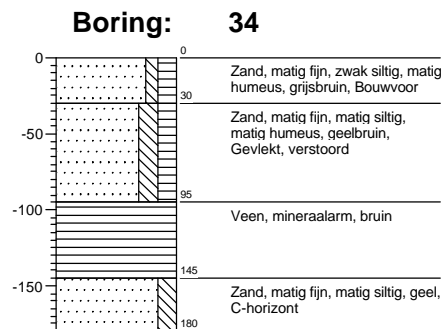 Boring: 34
0
0
Zand, matig fijn, zwak siltig, matig
humeus, grijsbruin, Bouwvoor
30
Zand, matig fijn, matig siltig,
matig humeus, geelbruin,
Gevlekt, verstoord
-50
95
-100
Veen, mineraalarm, bruin
145
-150
Zand, matig fijn, matig siltig, geel,
C-horizont
180